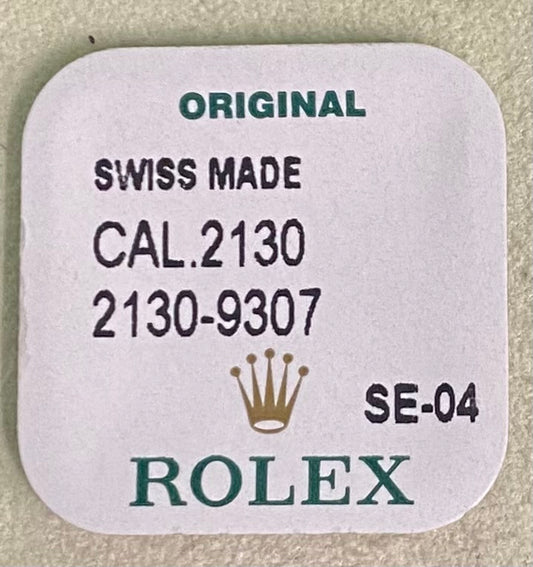 ORIGINAL
SWISS MADE
CAL.2130
2130-9307
SE-04
ROLEX